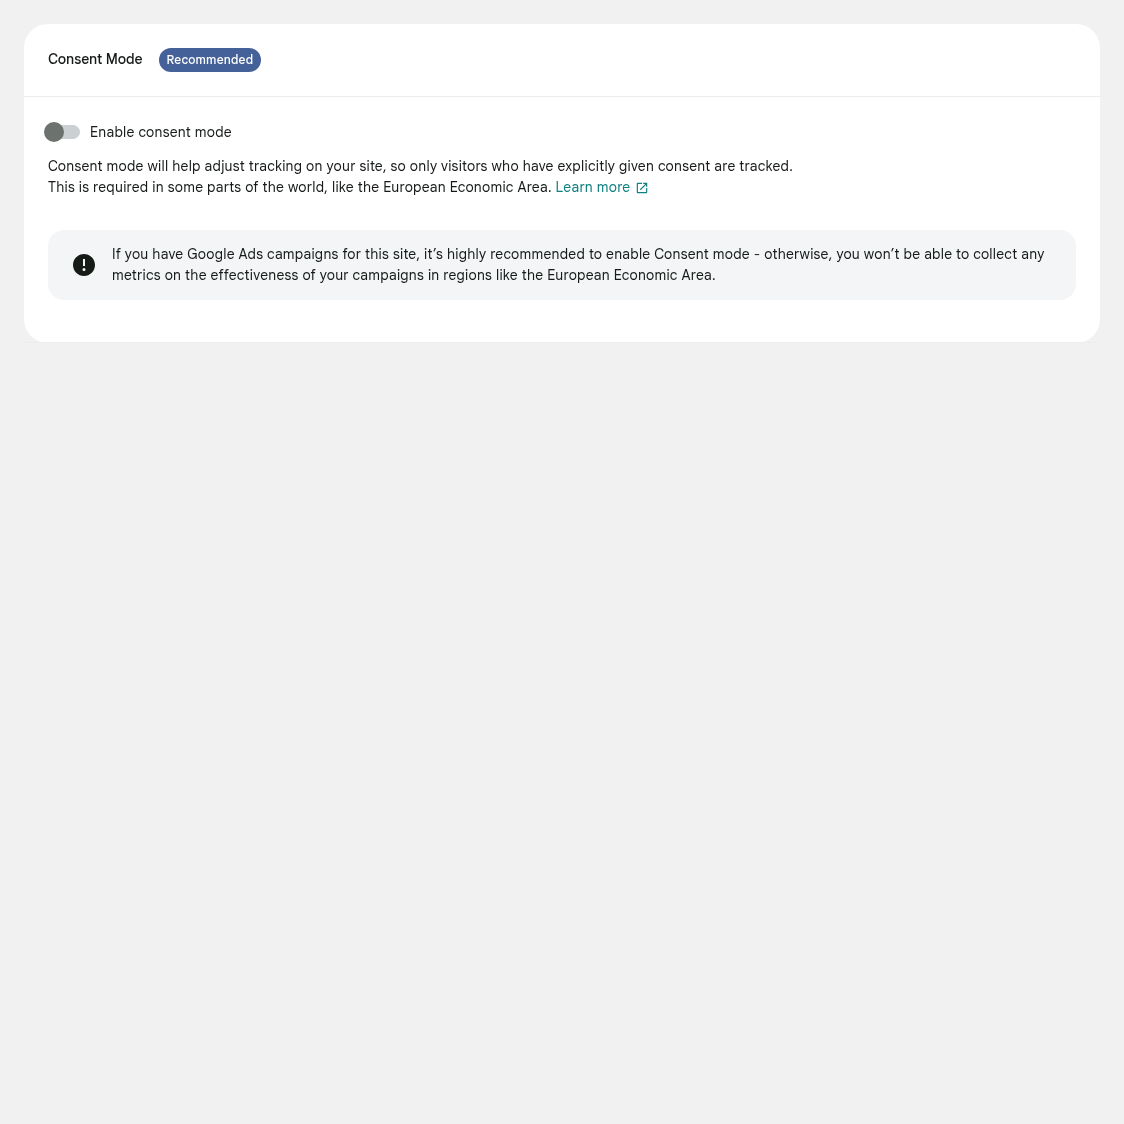 Consent Mode
Recommended
Enable consent mode
Consent mode will help adjust tracking on your site, so only visitors who have explicitly given consent are tracked.
This is required in some parts of the world, like the European Economic Area. Learn more
If you have Google Ads campaigns for this site, it’s highly recommended to enable Consent mode - otherwise, you won’t be able to collect any
metrics on the effectiveness of your campaigns in regions like the European Economic Area.